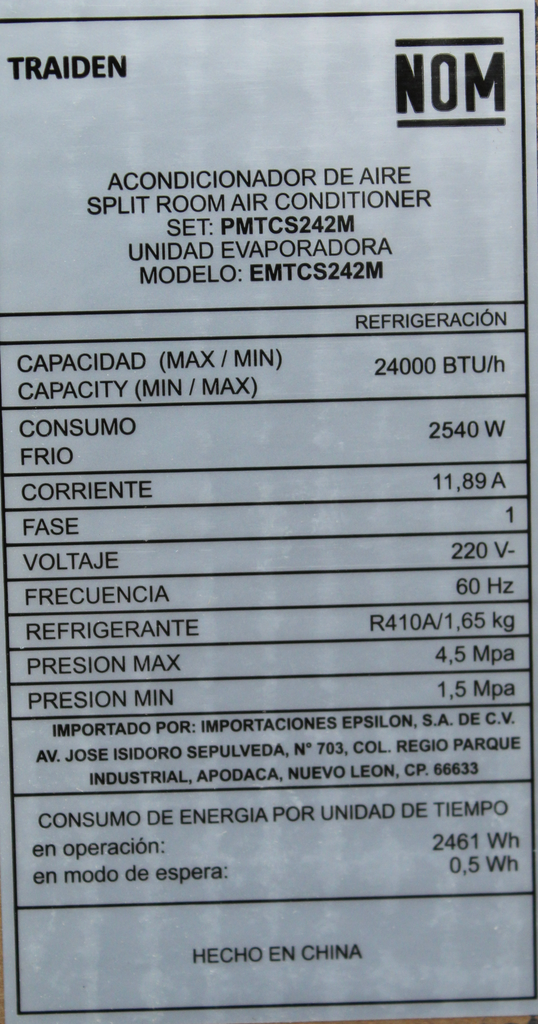 TRAIDEN
NOM
ACONDICIONADOR DE AIRE
SPLIT ROOM AIR CONDITIONER
SET: PMTCS242M
UNIDAD EVAPORADORA
MODELO: EMTCS242M
REFRIGERACIÓN
CAPACIDAD (MAX / MIN) 24000 BTU/h
CAPACITY (MIN / MAX)
CONSUMO 2540 W
FRIO
CORRIENTE 11,89 A
FASE 1
VOLTAJE 220 V-
FRECUENCIA 60 Hz
REFRIGERANTE R410A/1,65 kg
PRESION MAX 4,5 Mpa
PRESION MIN 1,5 Mpa
IMPORTADO POR: IMPORTACIONES EPSILON, S.A. DE C.V.
AV. JOSE ISIDORO SEPULVEDA, N° 703, COL. REGIO PARQUE
INDUSTRIAL, APODACA, NUEVO LEON, CP. 66633
CONSUMO DE ENERGIA POR UNIDAD DE TIEMPO
en operación: 2461 Wh
en modo de espera: 0,5 Wh
HECHO EN CHINA